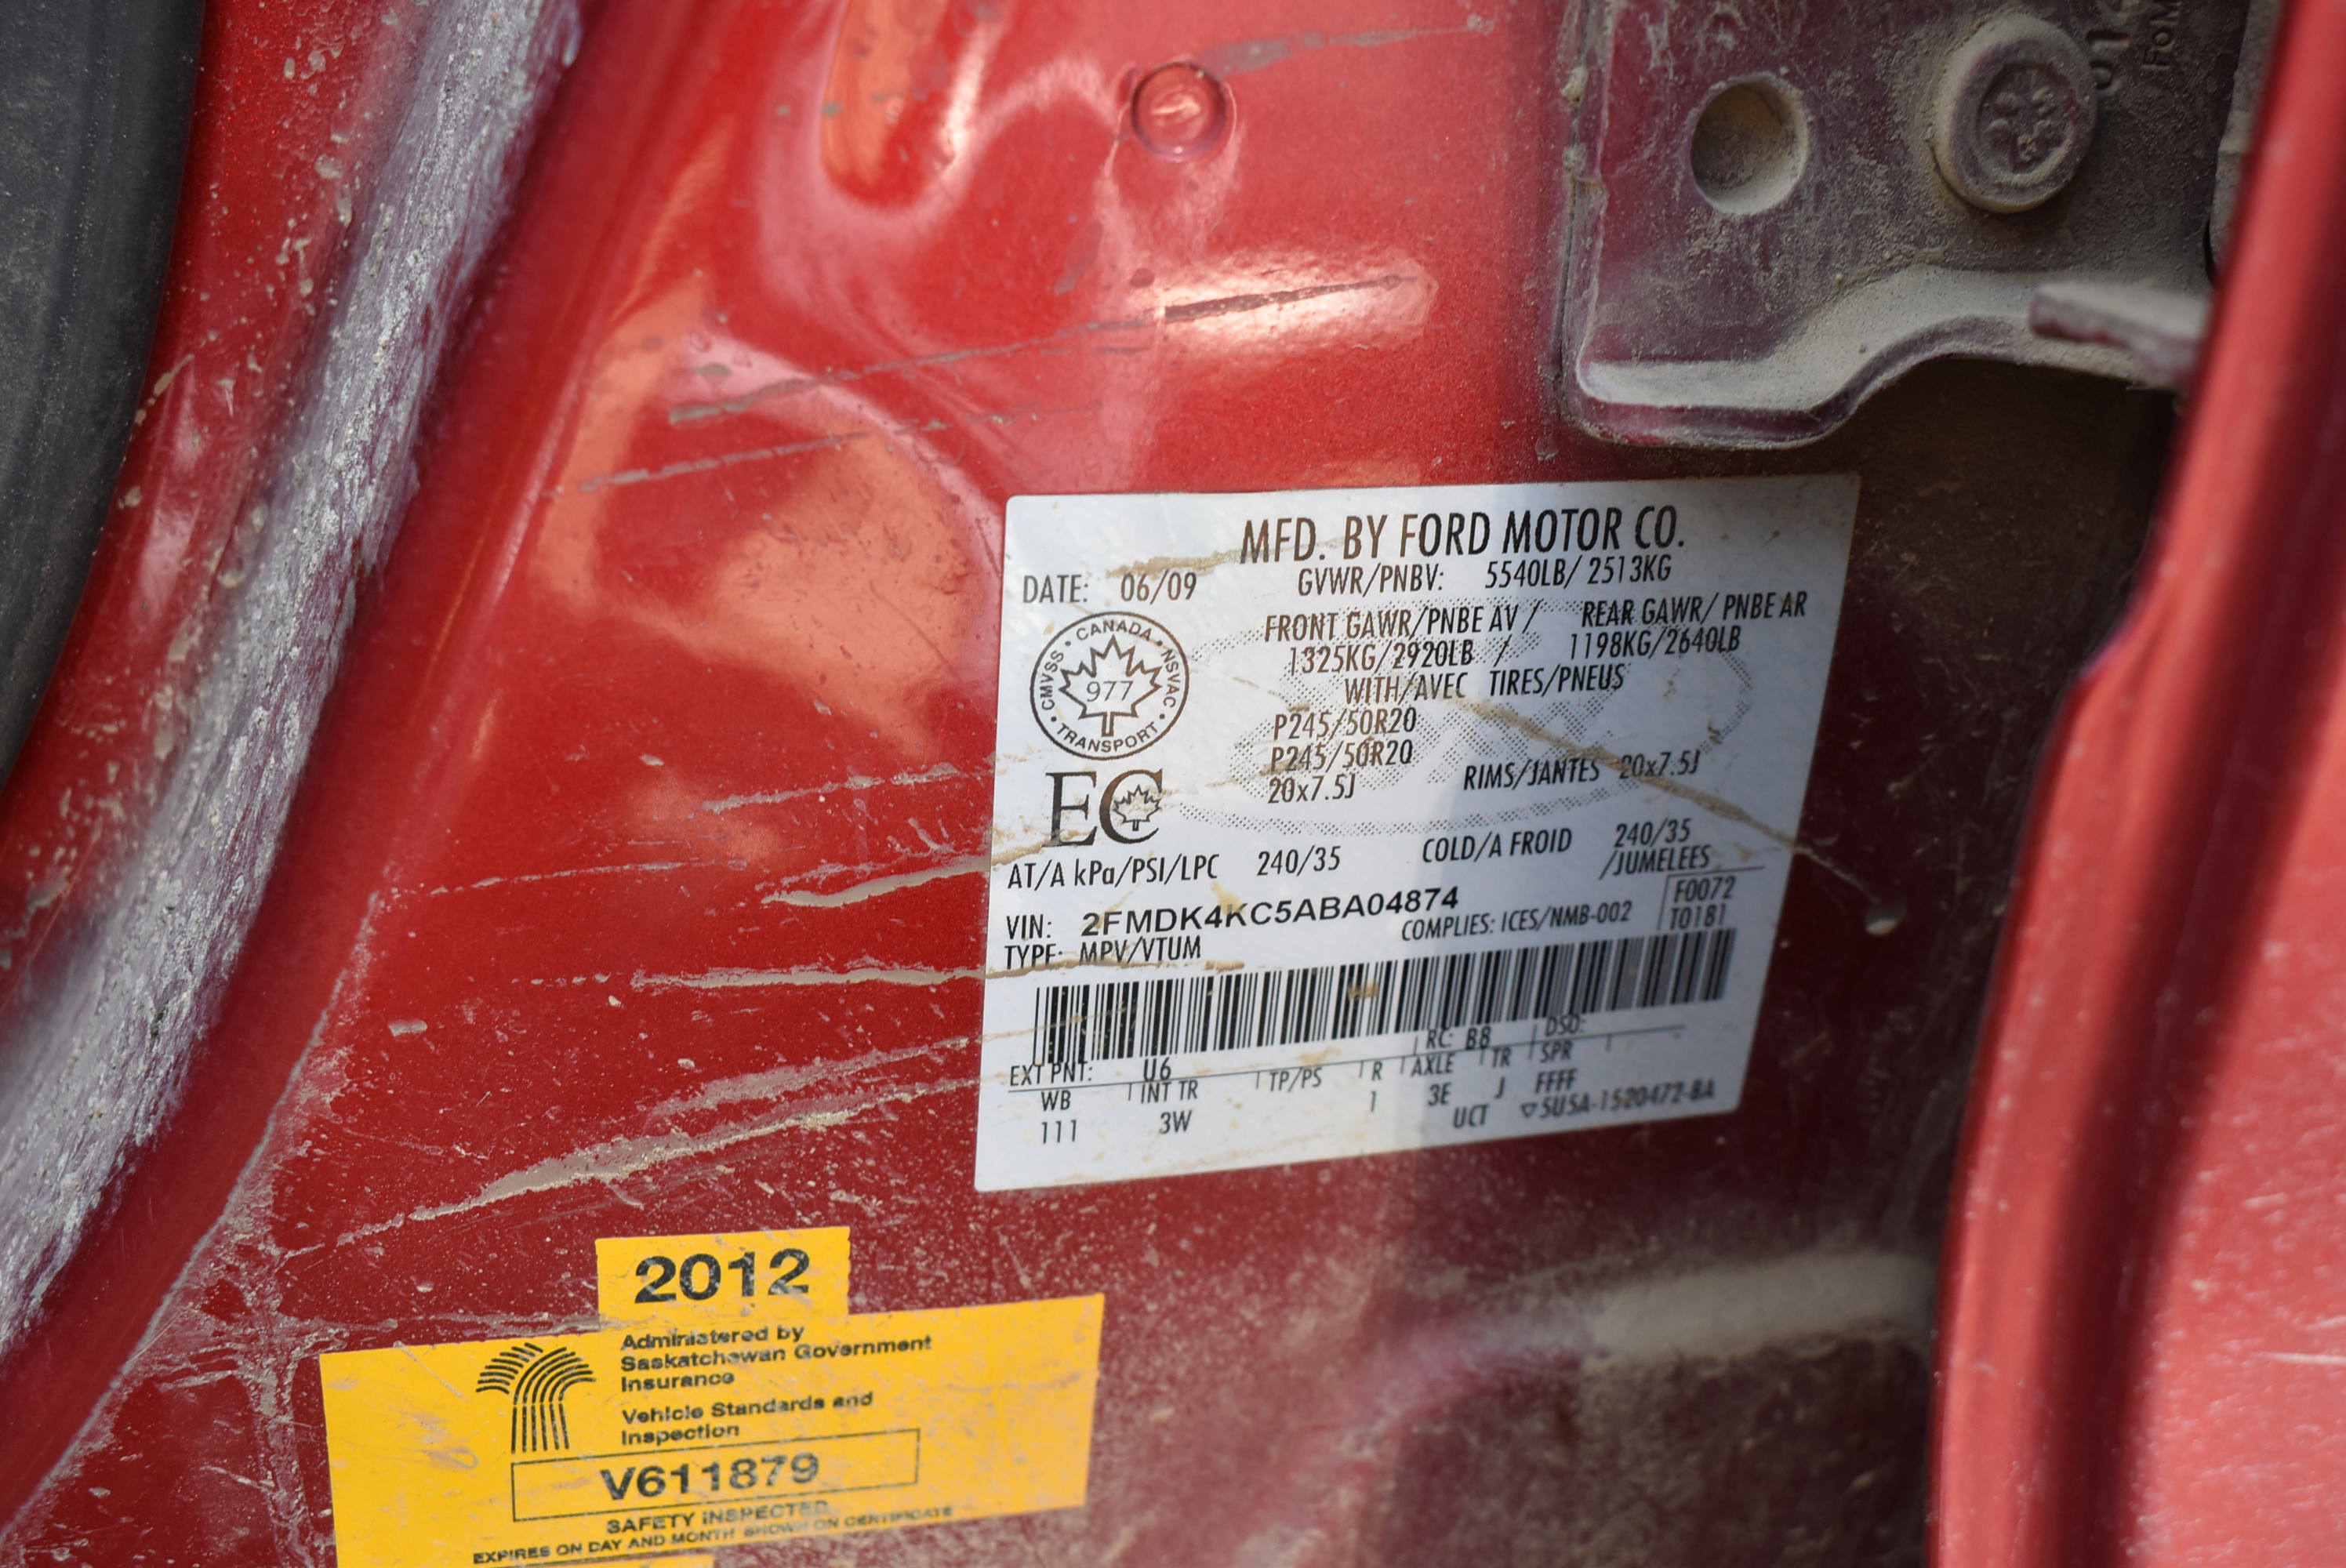 MFD. BY FORD MOTOR CO.
DATE: 06/09 GVWR/PNBV: 5540LB/ 2513KG
FRONT GAWR/PNBE AV / REAR GAWR/ PNBE AR
1325KG/2920LB / 1198KG/2640LB
WITH/AVEC TIRES/PNEUS
P245/50R20
P245/50R20
20x7.5J RIMS/JANTES 20x7.5J
CANADA
CMVSS
NSVAC
977
TRANSPORT
EC
AT/A kPa/PSI/LPC 240/35 COLD/A FROID 240/35
/JUMELEES
VIN: 2FMDK4KC5ABA04874
COMPLIES: ICES/NMB-002
F0072
T0181
TYPE: MPV/VTUM
EXT PNT: U6 RC: B8 DSO:
WB INT TR TP/PS R AXLE TR SPR
111 3W 1 3E J FFFF
UCT ▽5U5A-1520472-BA
2012
Administered by
Saskatchewan Government
Insurance
Vehicle Standards and
Inspection
V611879
SAFETY INSPECTED
EXPIRES ON DAY AND MONTH SHOWN ON CERTIFICATE